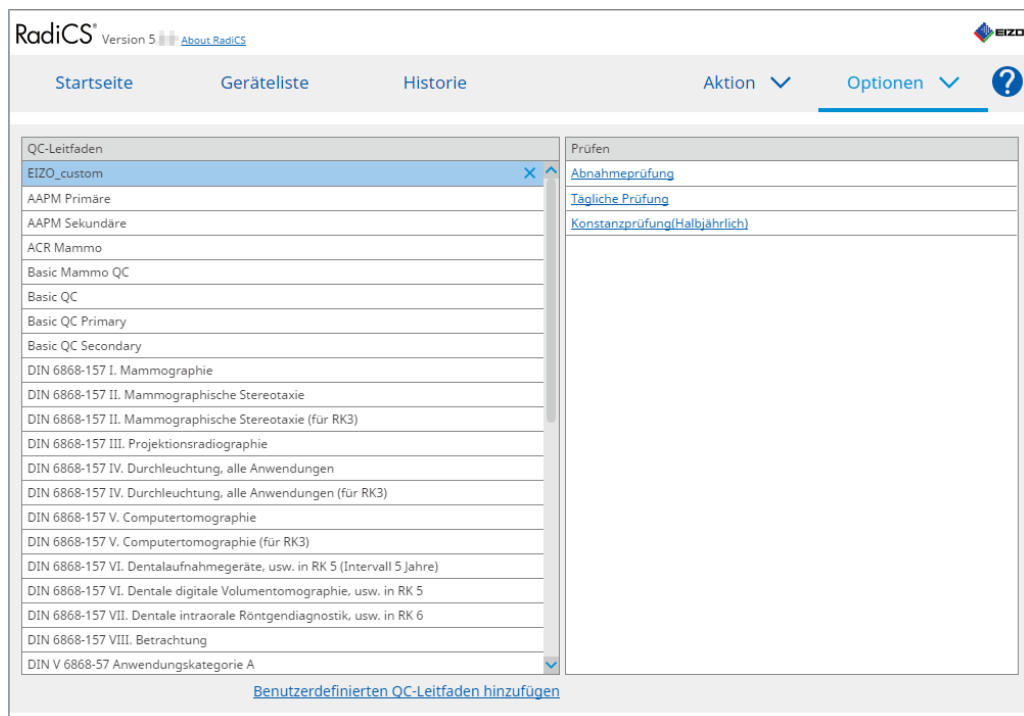 RadiCS® Version 5. About RadiCS
EIZO
Startseite Geräteliste Historie Aktion Optionen ?
QC-Leitfaden
EIZO_custom
AAPM Primäre
AAPM Sekundäre
ACR Mammo
Basic Mammo QC
Basic QC
Basic QC Primary
Basic QC Secondary
DIN 6868-157 I. Mammographie
DIN 6868-157 II. Mammographische Stereotaxie
DIN 6868-157 II. Mammographische Stereotaxie (für RK3)
DIN 6868-157 III. Projektionsradiographie
DIN 6868-157 IV. Durchleuchtung, alle Anwendungen
DIN 6868-157 IV. Durchleuchtung, alle Anwendungen (für RK3)
DIN 6868-157 V. Computertomographie
DIN 6868-157 V. Computertomographie (für RK3)
DIN 6868-157 VI. Dentalaufnahmegeräte, usw. in RK 5 (Intervall 5 Jahre)
DIN 6868-157 VI. Dentale digitale Volumentomographie, usw. in RK 5
DIN 6868-157 VII. Dentale intraorale Röntgendiagnostik, usw. in RK 6
DIN 6868-157 VIII. Betrachtung
DIN V 6868-57 Anwendungskategorie A
Benutzerdefinierten QC-Leitfaden hinzufügen
Prüfen
Abnahmeprüfung
Tägliche Prüfung
Konstanzprüfung(Halbjährlich)